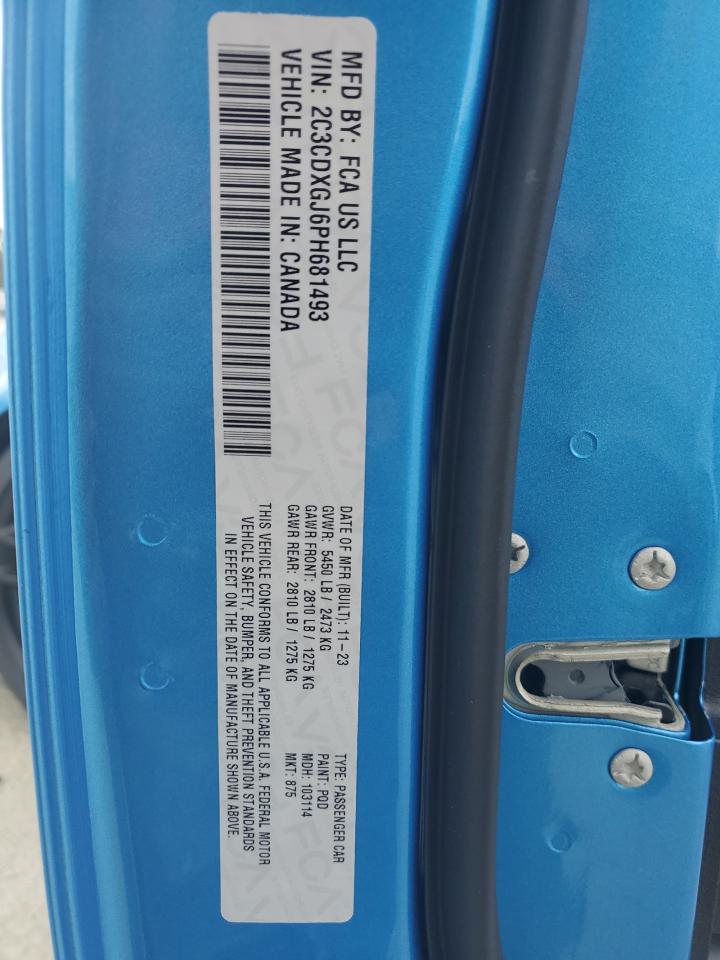 MFD BY: FCA US LLC
VIN: 2C3CDXGJ6PH681493
VEHICLE MADE IN: CANADA
DATE OF MFR (BUILT): 11-23
GVWR: 5450 LB / 2473 KG
GAWR FRONT: 2810 LB / 1275 KG
GAWR REAR: 2810 LB / 1275 KG
TYPE: PASSENGER CAR
PAINT: PQD
MDH: 103114
MKT: 875
THIS VEHICLE CONFORMS TO ALL APPLICABLE U.S.A. FEDERAL MOTOR
VEHICLE SAFETY, BUMPER, AND THEFT PREVENTION STANDARDS
IN EFFECT ON THE DATE OF MANUFACTURE SHOWN ABOVE.